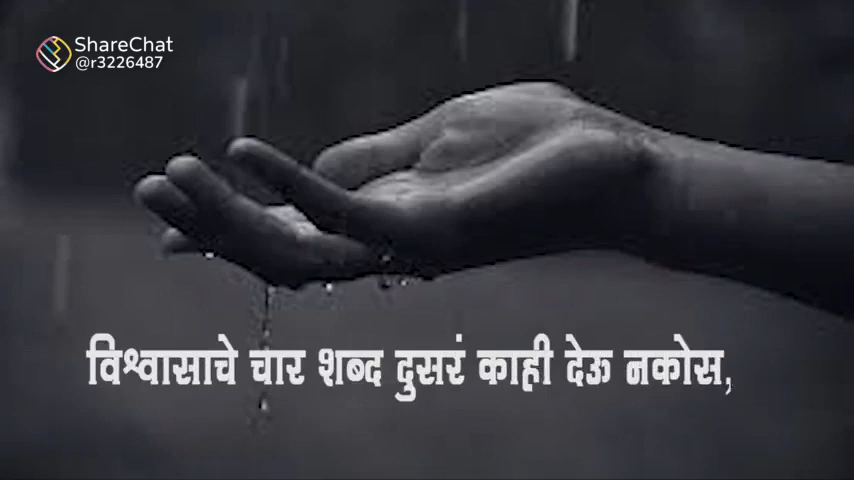 ShareChat
@r3226487
विश्वासाचे चार शब्द दुसरं काही देऊ नकोस,